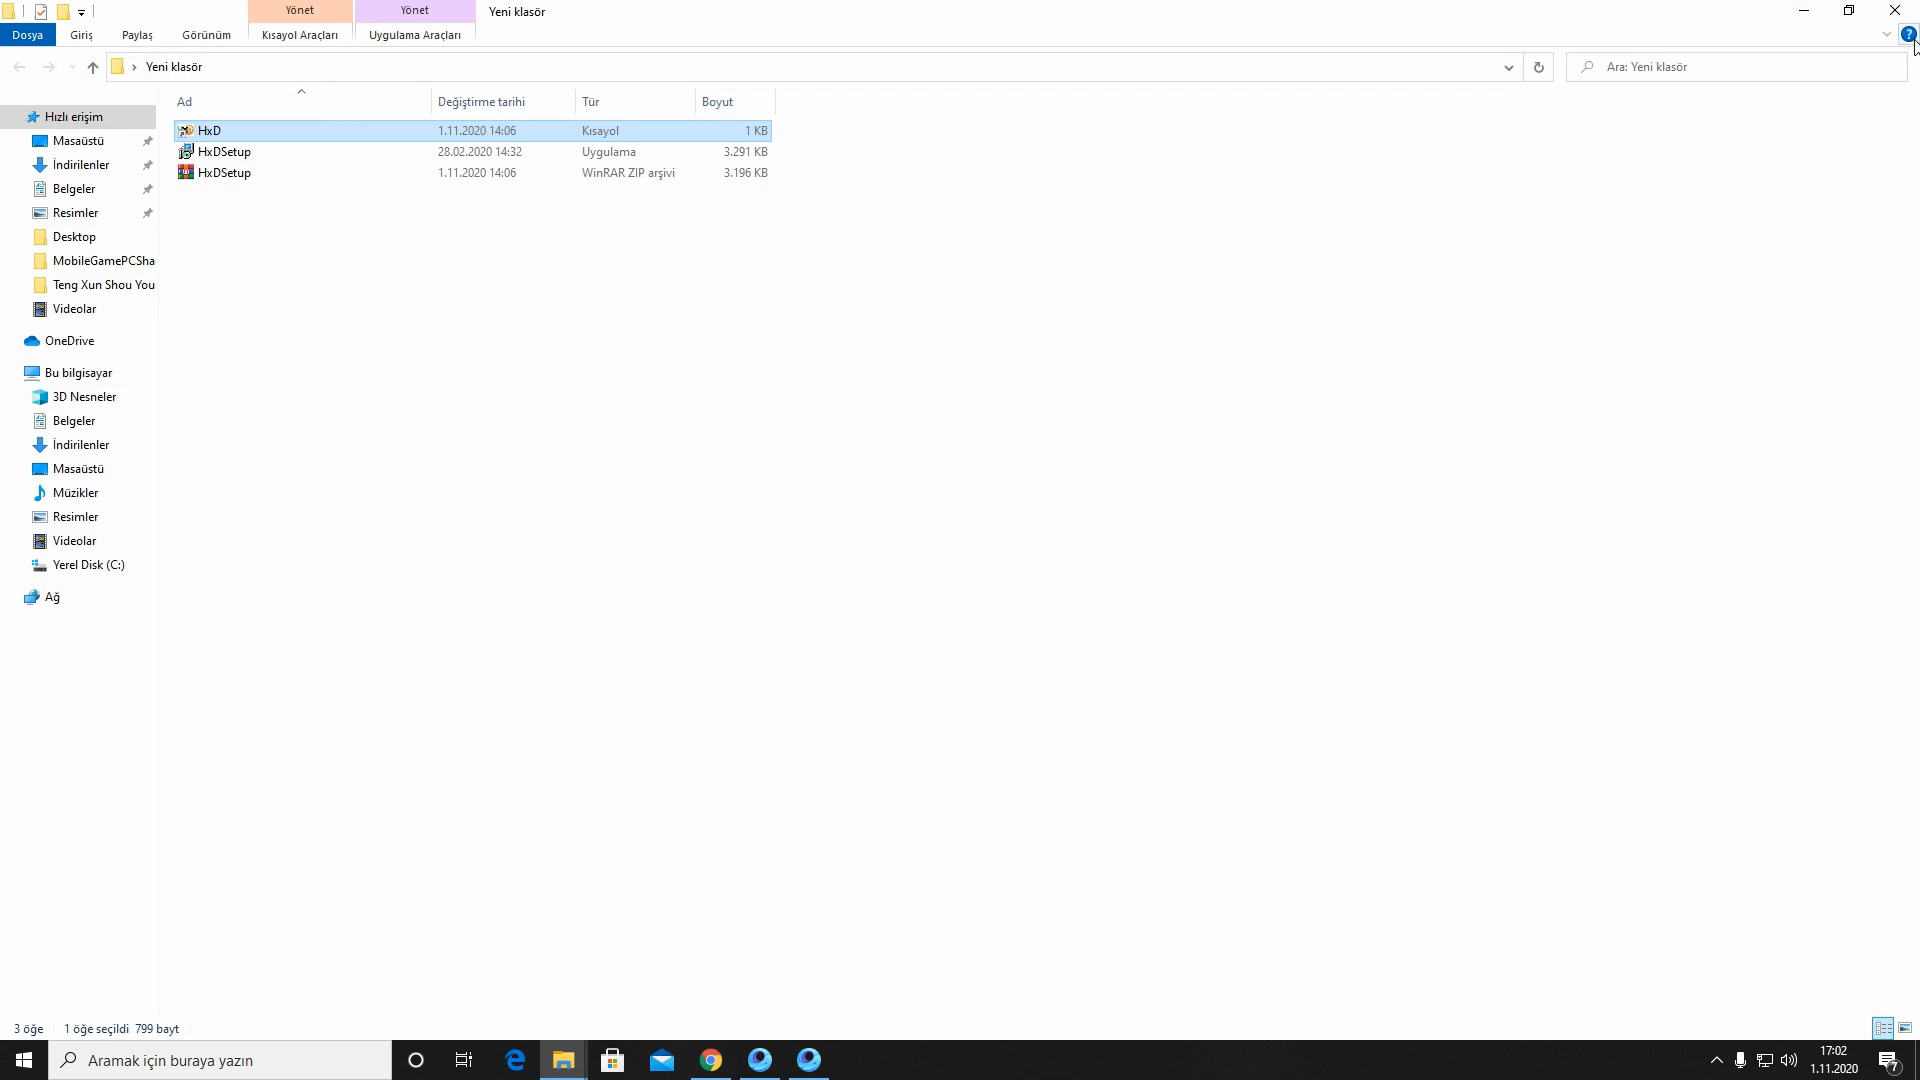 Yönet
Yönet
Yeni klasör
Dosya
Giriş
Paylaş
Görünüm
Kısayol Araçları
Uygulama Araçları
?
Yeni klasör
Ara: Yeni klasör
Ad
Değiştirme tarihi
Tür
Boyut
HxD
1.11.2020 14:06
Kısayol
1 KB
HxDSetup
28.02.2020 14:32
Uygulama
3.291 KB
HxDSetup
1.11.2020 14:06
WinRAR ZIP arşivi
3.196 KB
Hızlı erişim
Masaüstü
İndirilenler
Belgeler
Resimler
Desktop
MobileGamePCSha
Teng Xun Shou You
Videolar
OneDrive
Bu bilgisayar
3D Nesneler
Belgeler
İndirilenler
Masaüstü
Müzikler
Resimler
Videolar
Yerel Disk (C:)
Ağ
3 öğe
1 öğe seçildi 799 bayt
Aramak için buraya yazın
17:02
1.11.2020
7